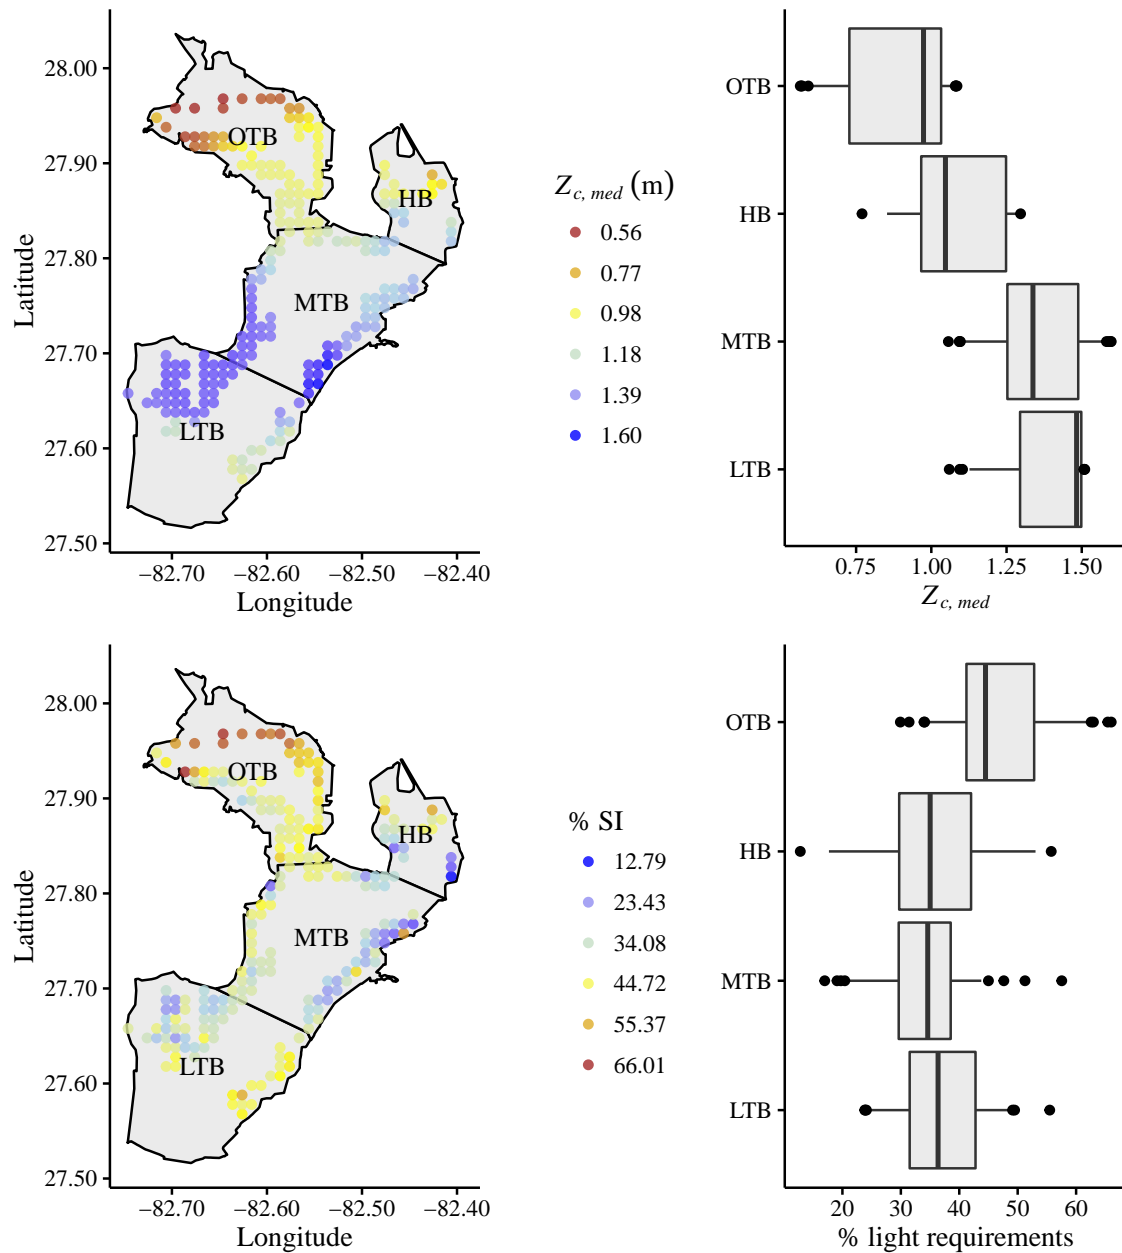 28.00
27.90
27.80
27.70
27.60
27.50
Latitude
OTB
HB
MTB
LTB
−82.70 −82.60 −82.50 −82.40
Longitude
Zc, med (m)
0.56
0.77
0.98
1.18
1.39
1.60
OTB
HB
MTB
LTB
0.75 1.00 1.25 1.50
Zc, med
28.00
27.90
27.80
27.70
27.60
27.50
Latitude
OTB
HB
MTB
LTB
−82.70 −82.60 −82.50 −82.40
Longitude
% SI
12.79
23.43
34.08
44.72
55.37
66.01
OTB
HB
MTB
LTB
20 30 40 50 60
% light requirements